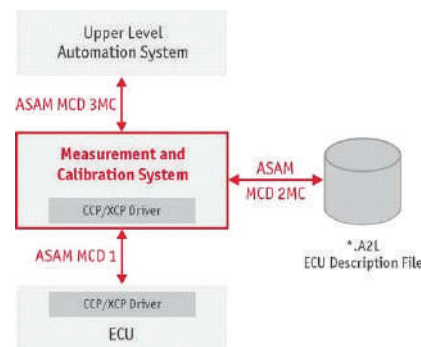 Upper Level
Automation System
ASAM MCD 3MC
Measurement and
Calibration System
CCP/XCP Driver
ASAM
MCD 2MC
*.A2L
ECU Description File
ASAM MCD 1
CCP/XCP Driver
ECU